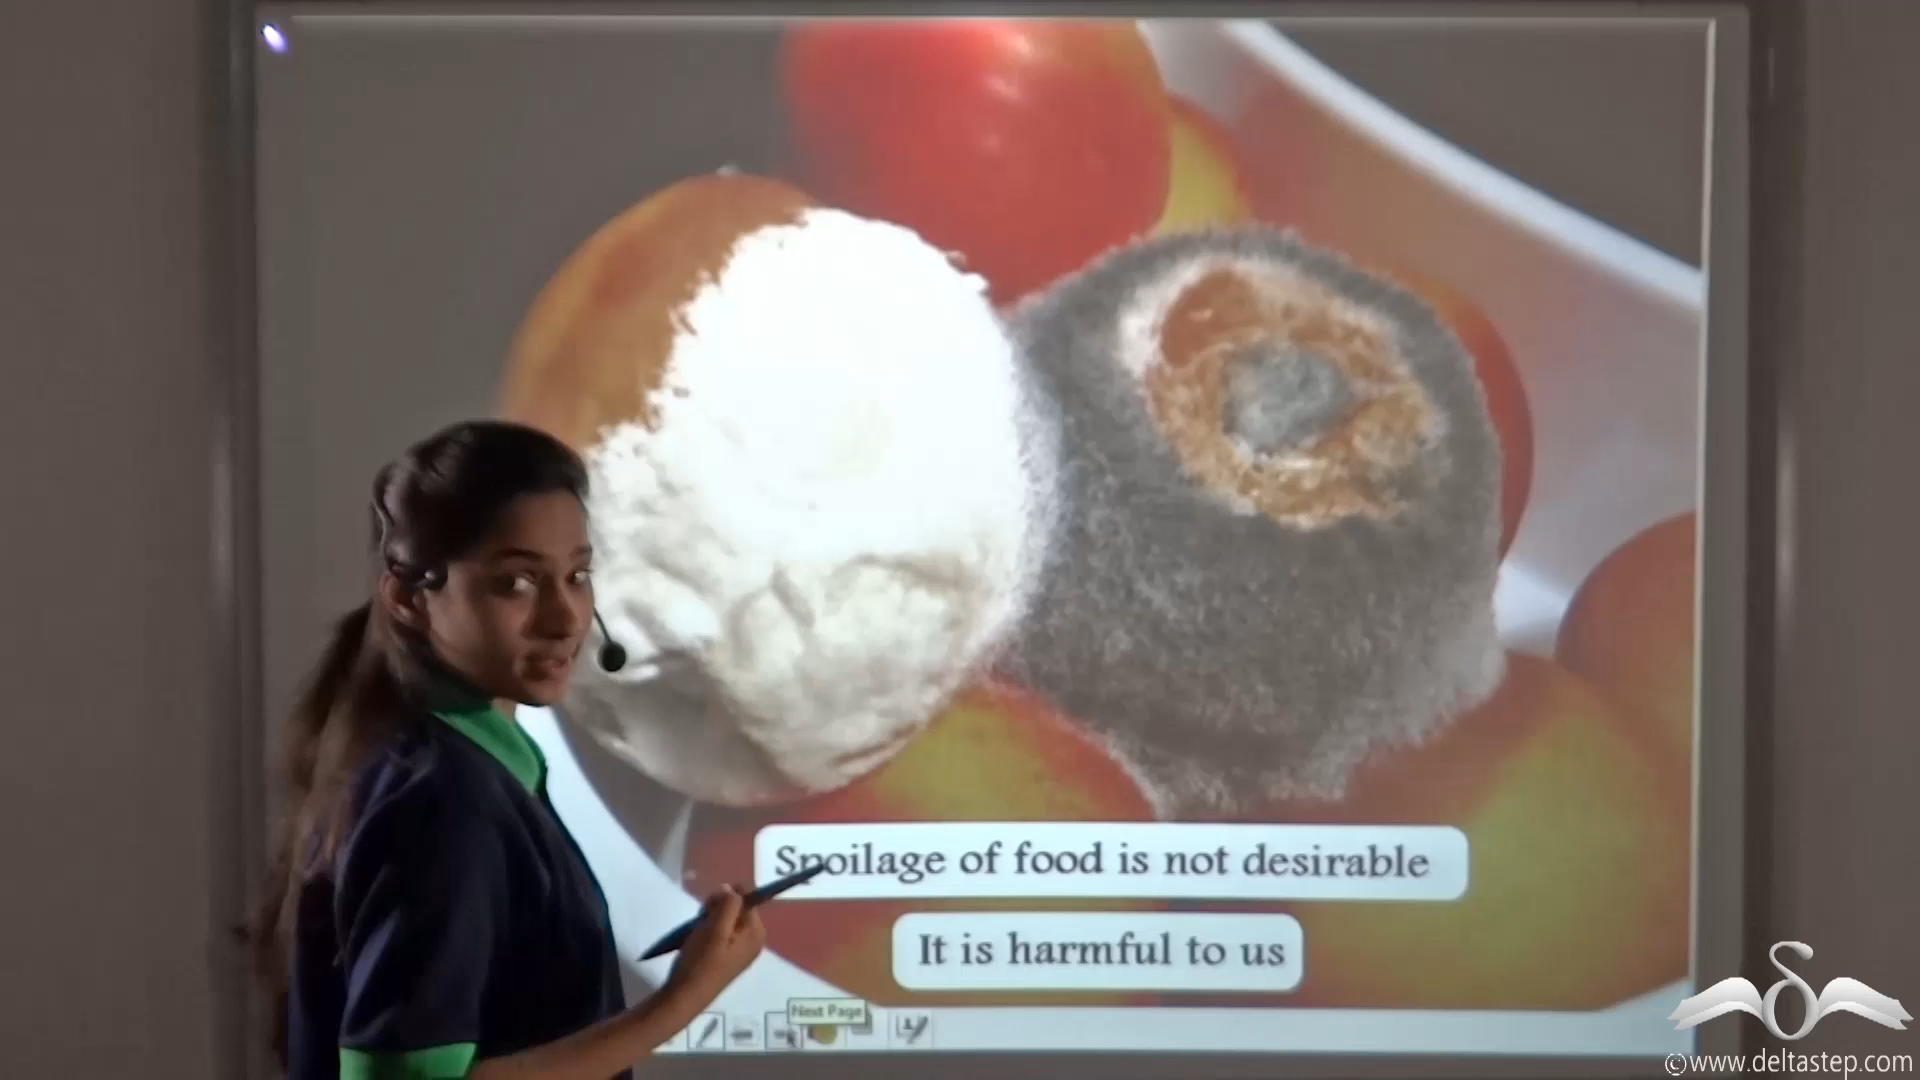 Spoilage of food is not desirable
It is harmful to us
Next Page
©www.deltastep.com